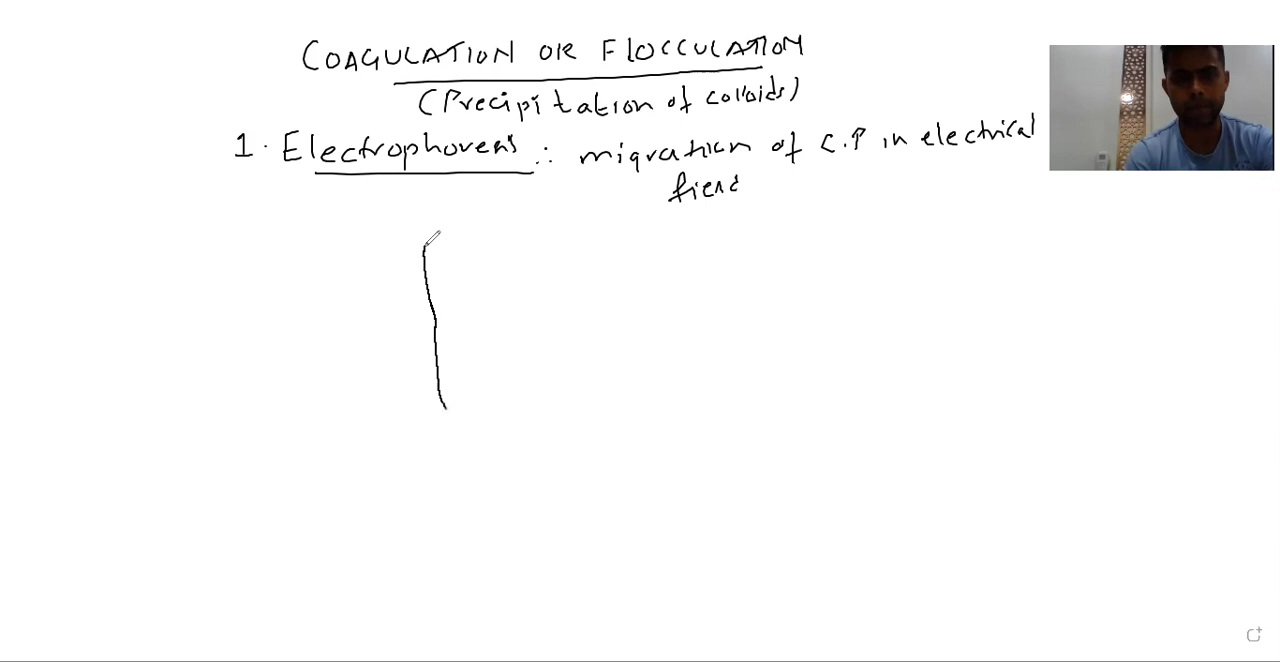 COAGULATION OR FLOCCULATION
(Precipitation of colloids)
1. Electrophoresis : migration of C.P in electrical
field